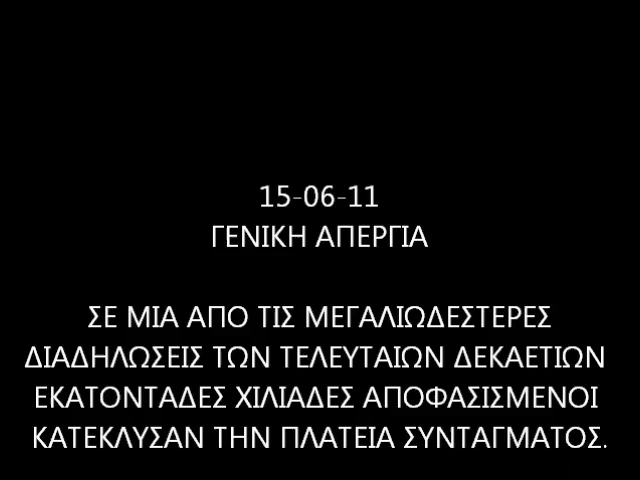 15-06-11
ΓΕΝΙΚΗ ΑΠΕΡΓΙΑ
ΣΕ ΜΙΑ ΑΠΟ ΤΙΣ ΜΕΓΑΛΙΩΔΕΣΤΕΡΕΣ
ΔΙΑΔΗΛΩΣΕΙΣ ΤΩΝ ΤΕΛΕΥΤΑΙΩΝ ΔΕΚΑΕΤΙΩΝ
ΕΚΑΤΟΝΤΑΔΕΣ ΧΙΛΙΑΔΕΣ ΑΠΟΦΑΣΙΣΜΕΝΟΙ
ΚΑΤΕΚΛΥΣΑΝ ΤΗΝ ΠΛΑΤΕΙΑ ΣΥΝΤΑΓΜΑΤΟΣ.